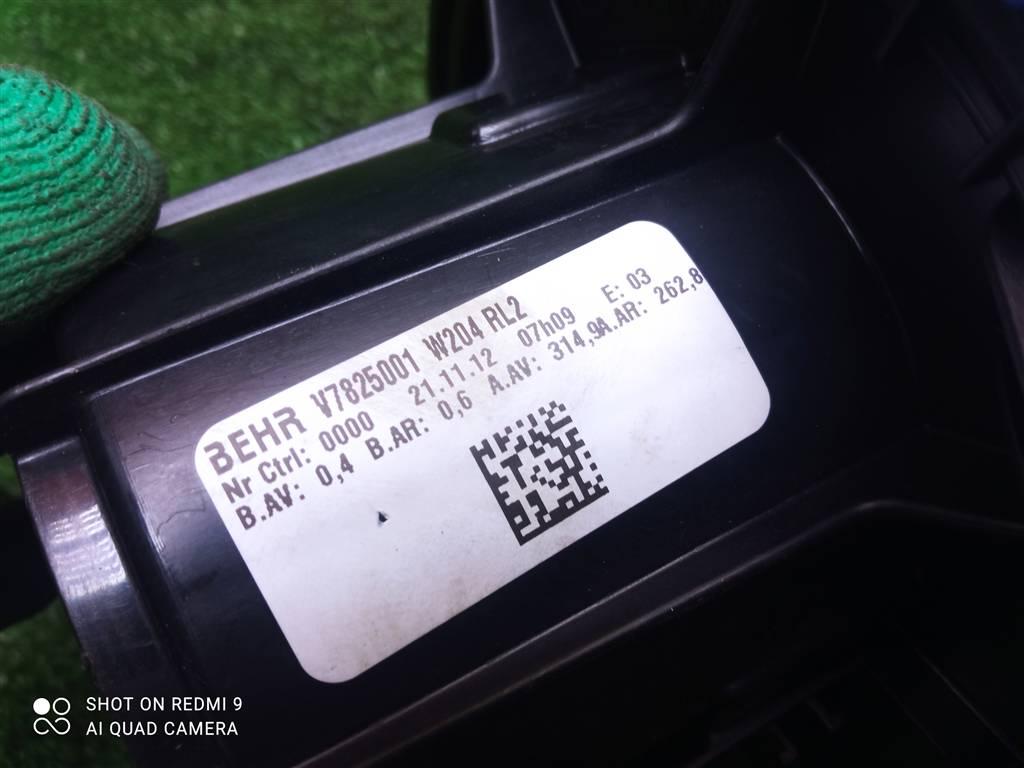 BEHR V7825001 W204 RL2
Nr Ctrl: 0000 21.11.12 07h09 E: 03
B.AV: 0,4 B.AR: 0,6 A.AV: 314,9A.AR: 262,8
SHOT ON REDMI 9
AI QUAD CAMERA